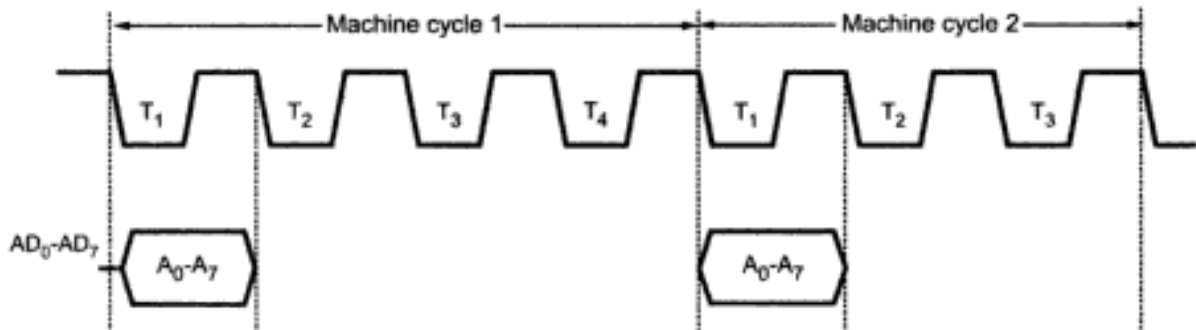 Machine cycle 1 Machine cycle 2
T₁ T₂ T₃ T₄ T₁ T₂ T₃
AD₀-AD₇ A₀-A₇ A₀-A₇